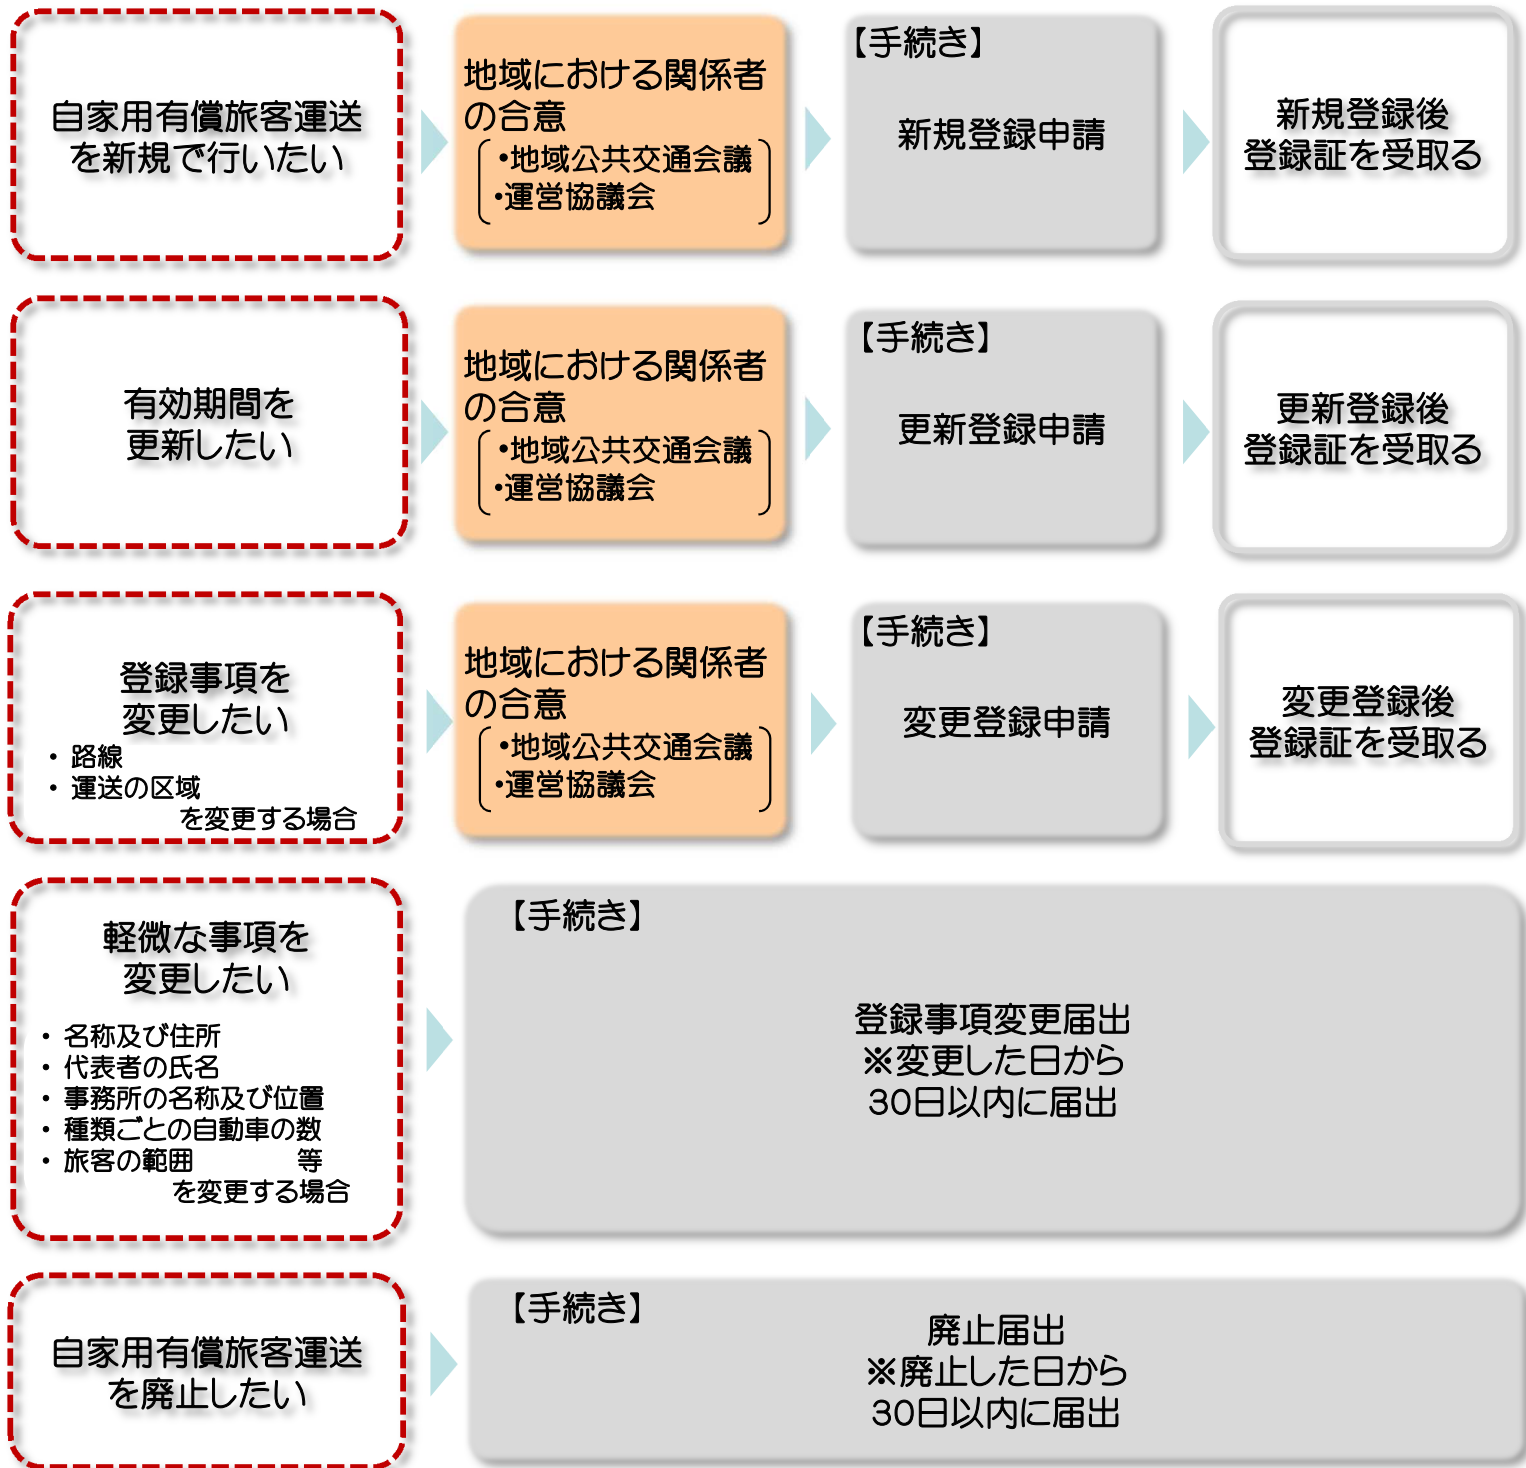 自家用有償旅客運送
を新規で行いたい
地域における関係者
の合意
・地域公共交通会議
・運営協議会
【手続き】
新規登録申請
新規登録後
登録証を受取る
有効期間を
更新したい
地域における関係者
の合意
・地域公共交通会議
・運営協議会
【手続き】
更新登録申請
更新登録後
登録証を受取る
登録事項を
変更したい
・ 路線
・ 運送の区域
を変更する場合
地域における関係者
の合意
・地域公共交通会議
・運営協議会
【手続き】
変更登録申請
変更登録後
登録証を受取る
軽微な事項を
変更したい
・ 名称及び住所
・ 代表者の氏名
・ 事務所の名称及び位置
・ 種類ごとの自動車の数
・ 旅客の範囲 等
を変更する場合
【手続き】
登録事項変更届出
※変更した日から
30日以内に届出
自家用有償旅客運送
を廃止したい
【手続き】
廃止届出
※廃止した日から
30日以内に届出